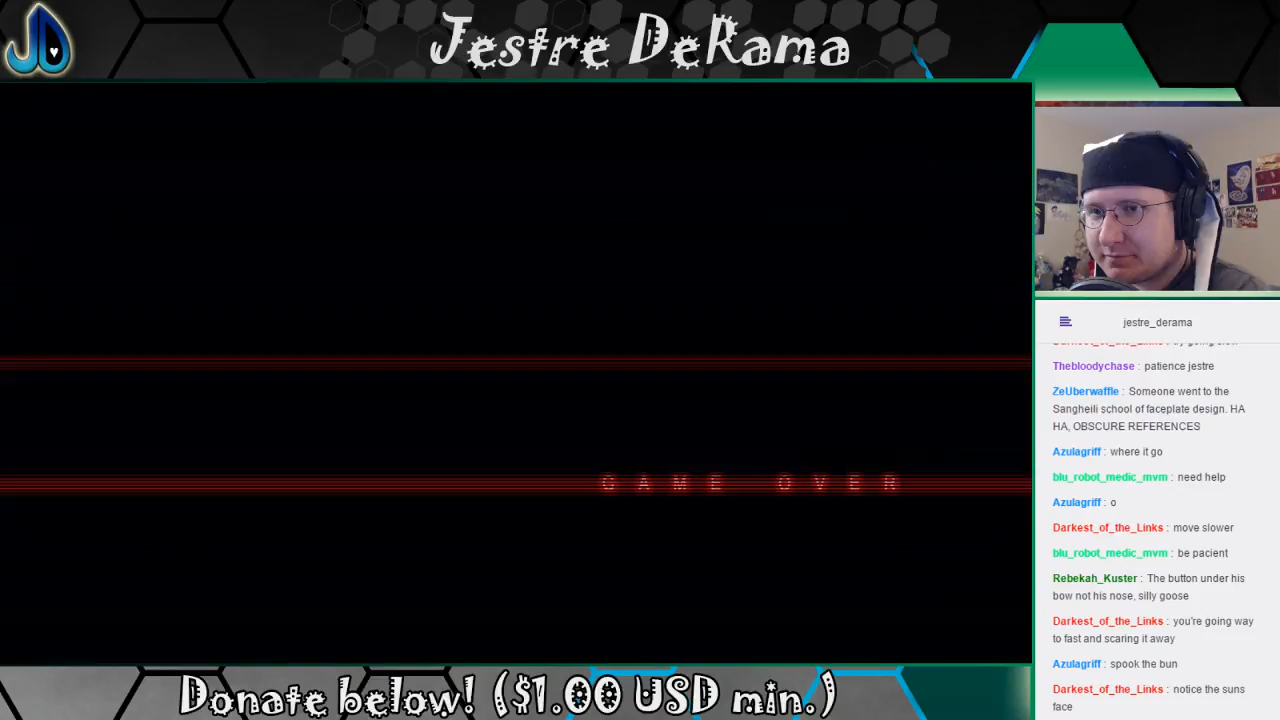 JD
Jestre DeRama
GAME OVER
jestre_derama
Thebloodychase : patience jestre
ZeUberwaffle : Someone went to the
Sangheili school of faceplate design. HA
HA, OBSCURE REFERENCES
Azulagriff : where it go
blu_robot_medic_mvm : need help
Azulagriff : o
Darkest_of_the_Links : move slower
blu_robot_medic_mvm : be pacient
Rebekah_Kuster : The button under his
bow not his nose, silly goose
Darkest_of_the_Links : you're going way
to fast and scaring it away
Azulagriff : spook the bun
Darkest_of_the_Links : notice the suns
face
Donate below! ($1.00 USD min.)